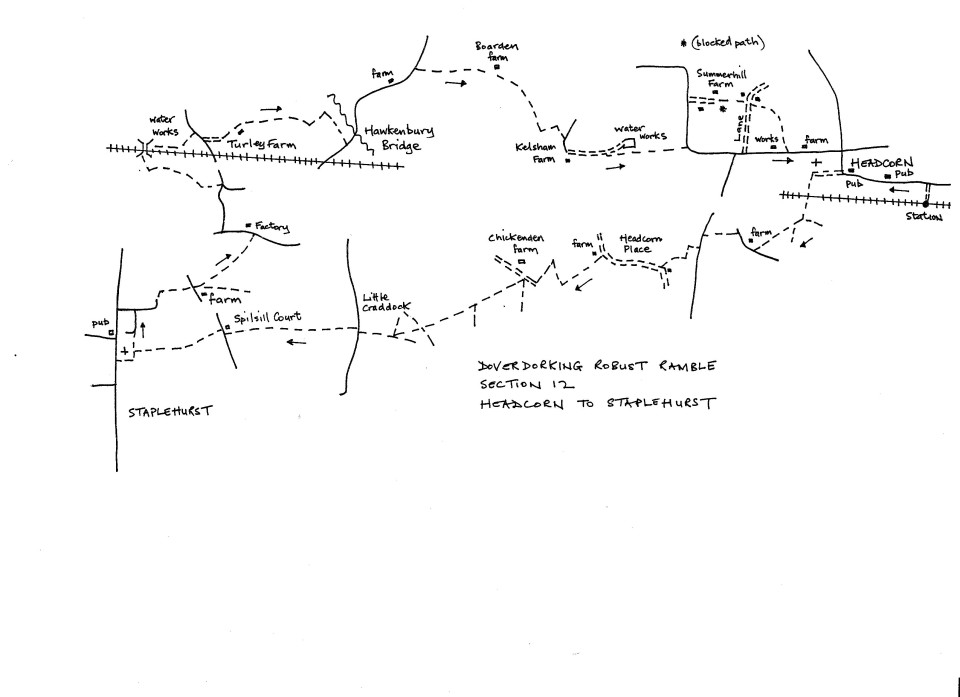 * (blocked path)
Boarden
farm
farm
Summerhill
Farm
water
works
Turley Farm
Hawkenbury
Bridge
water
works
Kelsham
Farm
Lane
works
farm
+ HEADCORN
pub
pub
Station
Factory
farm
Chickenden
farm
farm
Headcorn
Place
farm
Little
Craddock
Spilsill Court
pub
+
STAPLEHURST
DOVERDORKING ROBUST RAMBLE
SECTION 12
HEADCORN TO STAPLEHURST